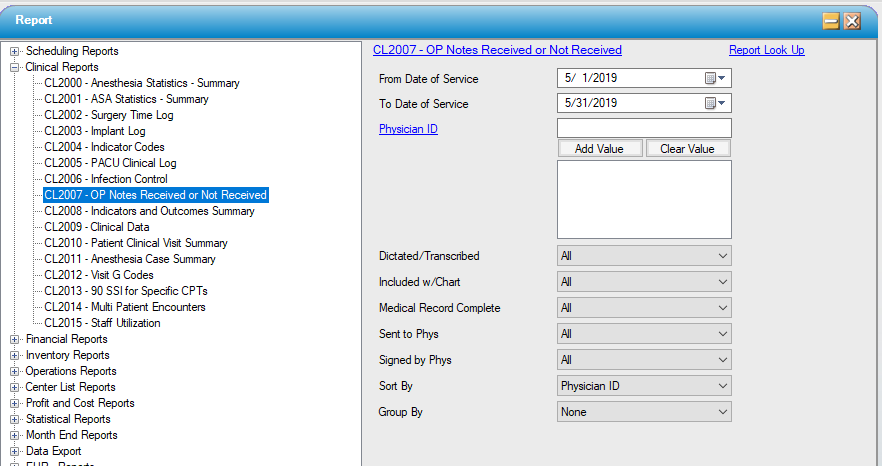 Report
Scheduling Reports
Clinical Reports
CL2000 - Anesthesia Statistics - Summary
CL2001 - ASA Statistics - Summary
CL2002 - Surgery Time Log
CL2003 - Implant Log
CL2004 - Indicator Codes
CL2005 - PACU Clinical Log
CL2006 - Infection Control
CL2007 - OP Notes Received or Not Received
CL2008 - Indicators and Outcomes Summary
CL2009 - Clinical Data
CL2010 - Patient Clinical Visit Summary
CL2011 - Anesthesia Case Summary
CL2012 - Visit G Codes
CL2013 - 90 SSI for Specific CPTs
CL2014 - Multi Patient Encounters
CL2015 - Staff Utilization
Financial Reports
Inventory Reports
Operations Reports
Center List Reports
Profit and Cost Reports
Statistical Reports
Month End Reports
Data Export
CL2007 - OP Notes Received or Not Received Report Look Up
From Date of Service 5/ 1/2019
To Date of Service 5/31/2019
Physician ID
Add Value Clear Value
Dictated/Transcribed All
Included w/Chart All
Medical Record Complete All
Sent to Phys All
Signed by Phys All
Sort By Physician ID
Group By None